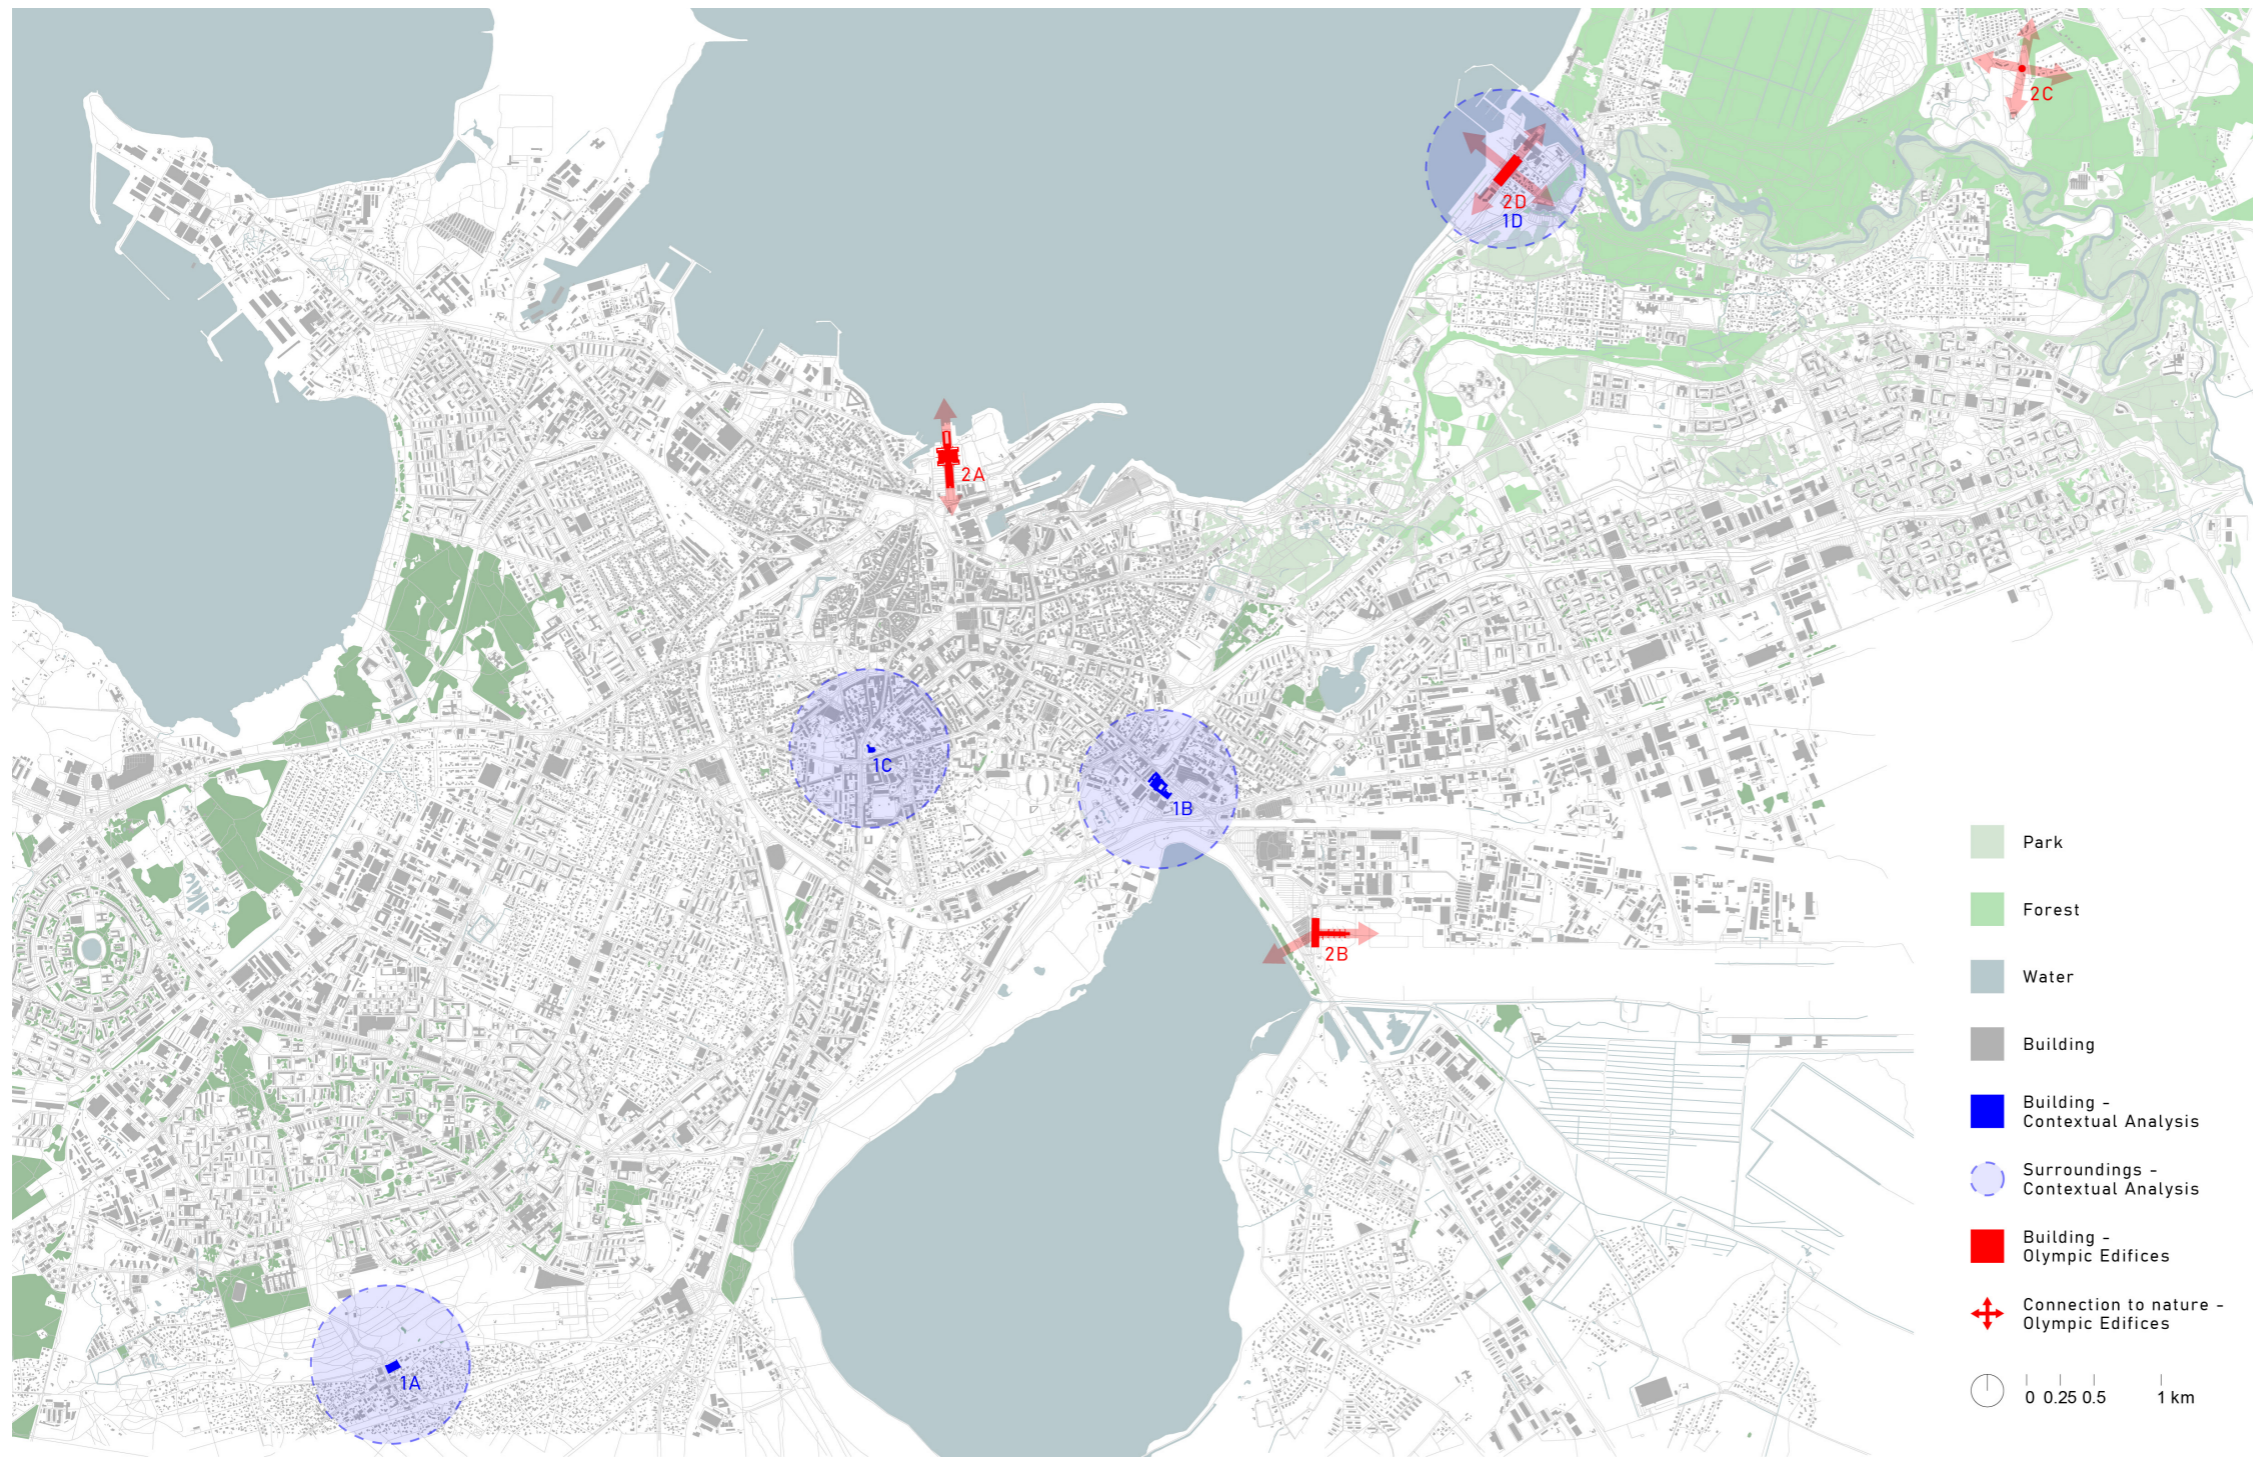 2C
2D
1D
2A
1C
1B
2B
1A
Park
Forest
Water
Building
Building -
Contextual Analysis
Surroundings -
Contextual Analysis
Building -
Olympic Edifices
Connection to nature -
Olympic Edifices
0 0.25 0.5 1 km